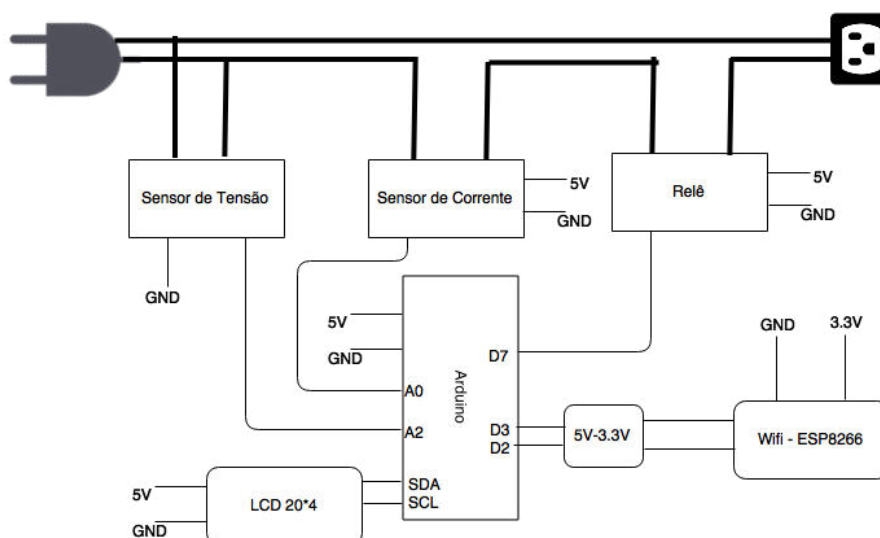 Sensor de Tensão
Sensor de Corrente
5V
GND
Relê
5V
GND
GND
5V
GND
Arduino
A0
A2
D7
D3
D2
SDA
SCL
5V-3.3V
GND
3.3V
Wifi - ESP8266
5V
GND
LCD 20*4